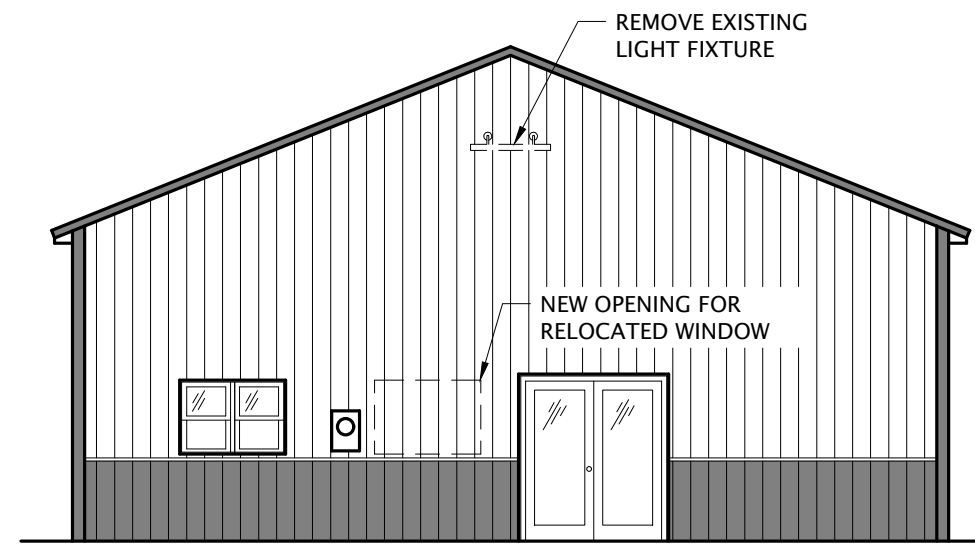 REMOVE EXISTING
LIGHT FIXTURE
NEW OPENING FOR
RELOCATED WINDOW